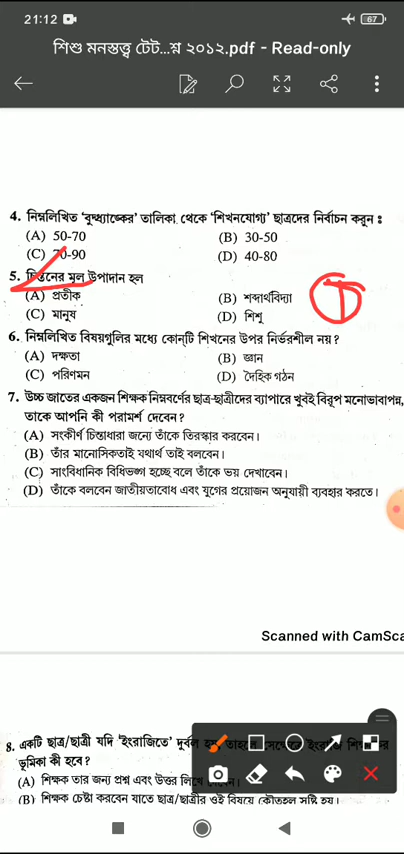 21:12
67
শিশু মনস্তত্ত্ব টেট...শ্ন ২০১২.pdf - Read-only
4. নিম্নলিখিত 'বুদ্ধ্যাঙ্কের' তালিকা থেকে 'শিখনযোগ্য' ছাত্রদের নির্বাচন করুন ঃ
(A) 50-70 (B) 30-50
(C) 70-90 (D) 40-80
5. চিন্তনের মূল উপাদান হল
(A) প্রতীক (B) শব্দার্থবিদ্যা
(C) মানুষ (D) শিশু
6. নিম্নলিখিত বিষয়গুলির মধ্যে কোন্‌টি শিখনের উপর নির্ভরশীল নয়?
(A) দক্ষতা (B) জ্ঞান
(C) পরিণমন (D) দৈহিক গঠন
7. উচ্চ জাতের একজন শিক্ষক নিম্নবর্ণের ছাত্র-ছাত্রীদের ব্যাপারে খুবই বিরূপ মনোভাবাপন্ন,
তাকে আপনি কী পরামর্শ দেবেন?
(A) সংকীর্ণ চিন্তাধারা জন্যে তাঁকে তিরস্কার করবেন।
(B) তাঁর মানোসিকতাই যথার্থ তাই বলবেন।
(C) সাংবিধানিক বিধিভঙ্গ হচ্ছে বলে তাঁকে ভয় দেখাবেন।
(D) তাঁকে বলবেন জাতীয়তাবোধ এবং যুগের প্রয়োজন অনুযায়ী ব্যবহার করতে।
Scanned with CamSca
8. একটি ছাত্র/ছাত্রী যদি 'ইংরাজিতে' দুর্বল
ভূমিকা কী হবে?
(A) শিক্ষক তার জন্য প্রশ্ন এবং উত্তর
(B) শিক্ষক চেষ্টা করবেন যাতে ছাত্র/ছাত্রীর ওই বিষয়ে কৌতূহল সৃষ্টি হয়।